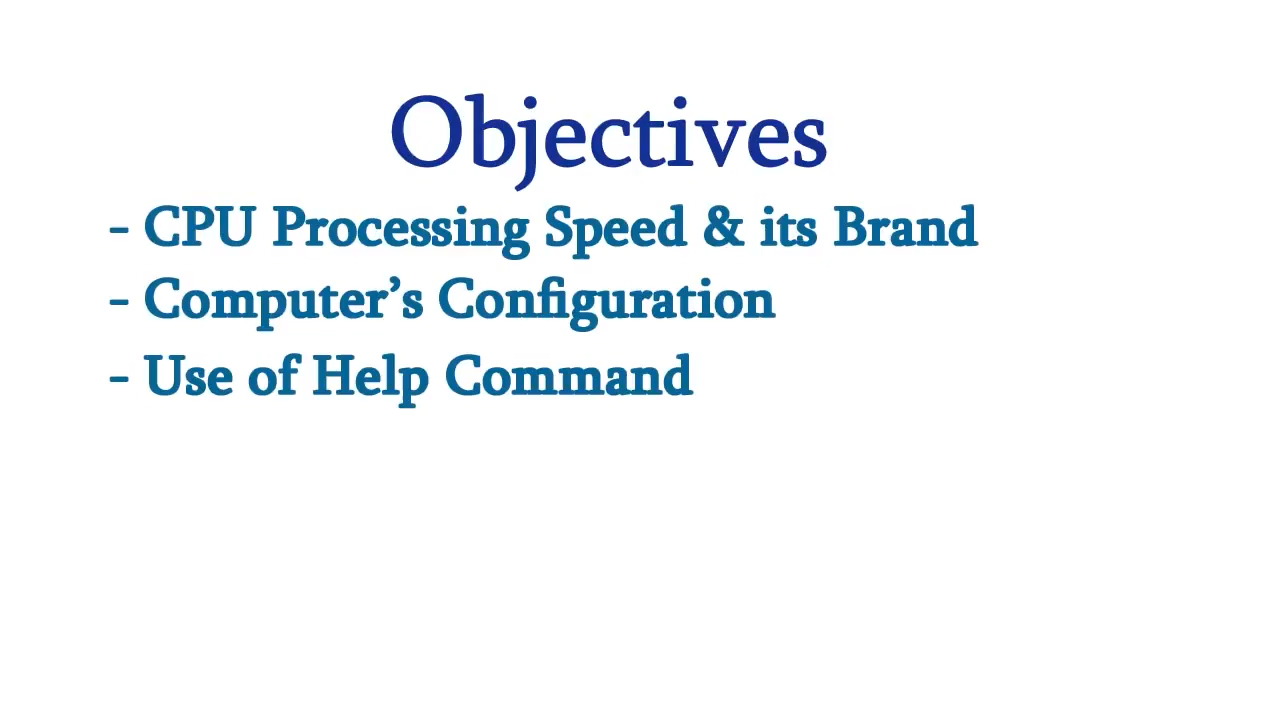 Objectives
- CPU Processing Speed & its Brand
- Computer’s Configuration
- Use of Help Command